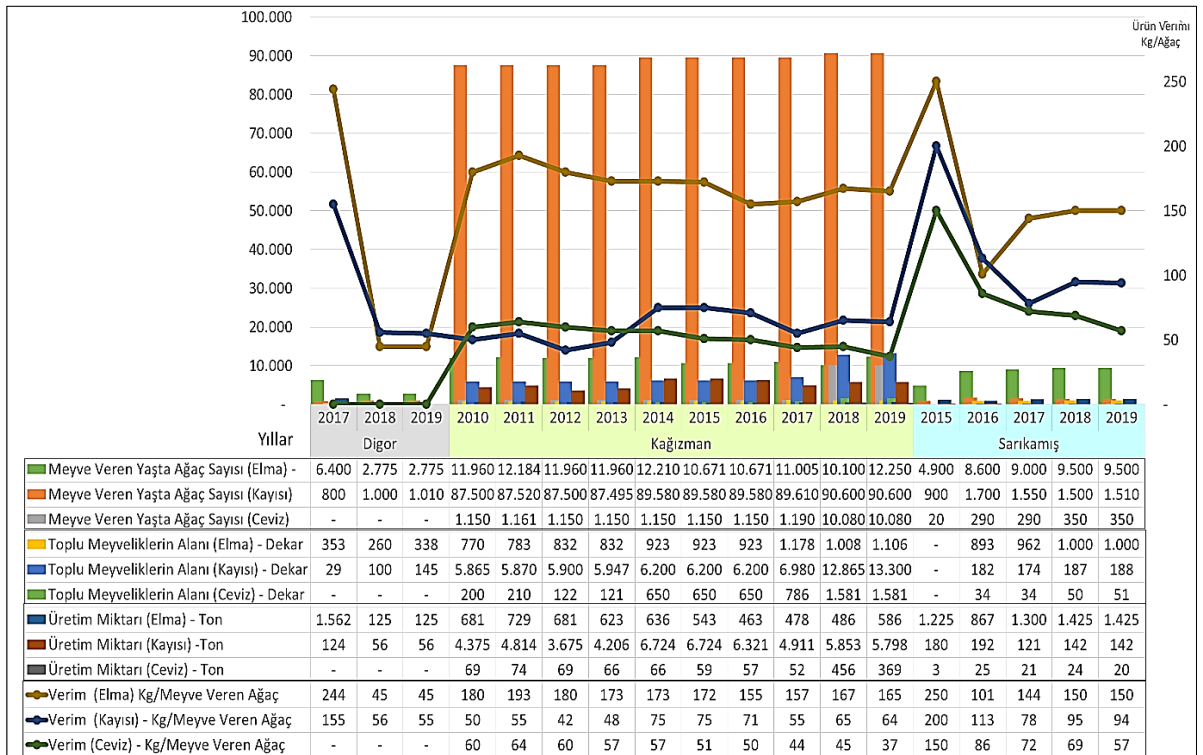 100.000
90.000
80.000
70.000
60.000
50.000
40.000
30.000
20.000
10.000
-
Ürün Verimi
Kg/Ağaç
250
200
150
100
50
-
2017 2018 2019 2010 2011 2012 2013 2014 2015 2016 2017 2018 2019 2015 2016 2017 2018 2019
Yıllar Digor Kağızman Sarıkamış
Meyve Veren Yaşta Ağaç Sayısı (Elma) - 6.400 2.775 2.775 11.960 12.184 11.960 11.960 12.210 10.671 10.671 11.005 10.100 12.250 4.900 8.600 9.000 9.500 9.500
Meyve Veren Yaşta Ağaç Sayısı (Kayısı) 800 1.000 1.010 87.500 87.520 87.500 87.495 89.580 89.580 89.580 89.610 90.600 90.600 900 1.700 1.550 1.500 1.510
Meyve Veren Yaşta Ağaç Sayısı (Ceviz) - - - 1.150 1.161 1.150 1.150 1.150 1.150 1.150 1.190 10.080 10.080 20 290 290 350 350
Toplu Meyveliklerin Alanı (Elma) - Dekar 353 260 338 770 783 832 832 923 923 923 1.178 1.008 1.106 - 893 962 1.000 1.000
Toplu Meyveliklerin Alanı (Kayısı) - Dekar 29 100 145 5.865 5.870 5.900 5.947 6.200 6.200 6.200 6.980 12.865 13.300 - 182 174 187 188
Toplu Meyveliklerin Alanı (Ceviz) - Dekar - - - 200 210 122 121 650 650 650 786 1.581 1.581 - 34 34 50 51
Üretim Miktarı (Elma) - Ton 1.562 125 125 681 729 681 623 636 543 463 478 486 586 1.225 867 1.300 1.425 1.425
Üretim Miktarı (Kayısı) -Ton 124 56 56 4.375 4.814 3.675 4.206 6.724 6.724 6.321 4.911 5.853 5.798 180 192 121 142 142
Üretim Miktarı (Ceviz) - Ton - - - 69 74 69 66 66 59 57 52 456 369 3 25 21 24 20
Verim (Elma) Kg/Meyve Veren Ağaç 244 45 45 180 193 180 173 173 172 155 157 167 165 250 101 144 150 150
Verim (Kayısı) - Kg/Meyve Veren Ağaç 155 56 55 50 55 42 48 75 75 71 55 65 64 200 113 78 95 94
Verim (Ceviz) - Kg/Meyve Veren Ağaç - - - 60 64 60 57 57 51 50 44 45 37 150 86 72 69 57